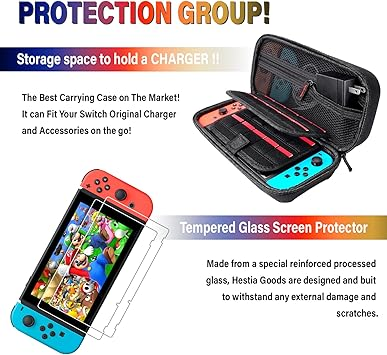 PROTECTION GROUP!
Storage space to hold a CHARGER !!
The Best Carrying Case on The Market!
It can Fit Your Switch Original Charger
and Accessories on the go!
Tempered Glass Screen Protector
Made from a special reinforced processed
glass, Hestia Goods are designed and buit
to withstand any external damage and
scratches.